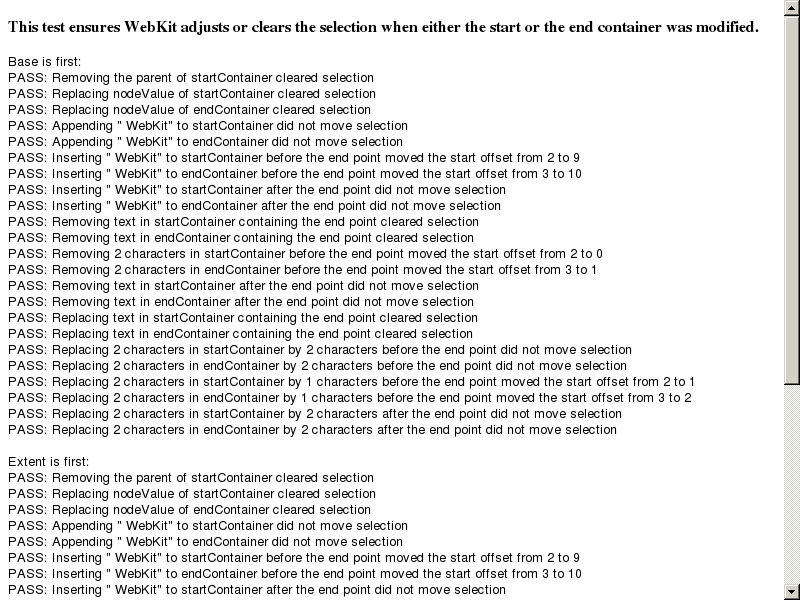 This test ensures WebKit adjusts or clears the selection when either the start or the end container was modified.
Base is first:
PASS: Removing the parent of startContainer cleared selection
PASS: Replacing nodeValue of startContainer cleared selection
PASS: Replacing nodeValue of endContainer cleared selection
PASS: Appending " WebKit" to startContainer did not move selection
PASS: Appending " WebKit" to endContainer did not move selection
PASS: Inserting " WebKit" to startContainer before the end point moved the start offset from 2 to 9
PASS: Inserting " WebKit" to endContainer before the end point moved the start offset from 3 to 10
PASS: Inserting " WebKit" to startContainer after the end point did not move selection
PASS: Inserting " WebKit" to endContainer after the end point did not move selection
PASS: Removing text in startContainer containing the end point cleared selection
PASS: Removing text in endContainer containing the end point cleared selection
PASS: Removing 2 characters in startContainer before the end point moved the start offset from 2 to 0
PASS: Removing 2 characters in endContainer before the end point moved the start offset from 3 to 1
PASS: Removing text in startContainer after the end point did not move selection
PASS: Removing text in endContainer after the end point did not move selection
PASS: Replacing text in startContainer containing the end point cleared selection
PASS: Replacing text in endContainer containing the end point cleared selection
PASS: Replacing 2 characters in startContainer by 2 characters before the end point did not move selection
PASS: Replacing 2 characters in endContainer by 2 characters before the end point did not move selection
PASS: Replacing 2 characters in startContainer by 1 characters before the end point moved the start offset from 2 to 1
PASS: Replacing 2 characters in endContainer by 1 characters before the end point moved the start offset from 3 to 2
PASS: Replacing 2 characters in startContainer by 2 characters after the end point did not move selection
PASS: Replacing 2 characters in endContainer by 2 characters after the end point did not move selection
Extent is first:
PASS: Removing the parent of startContainer cleared selection
PASS: Replacing nodeValue of startContainer cleared selection
PASS: Replacing nodeValue of endContainer cleared selection
PASS: Appending " WebKit" to startContainer did not move selection
PASS: Appending " WebKit" to endContainer did not move selection
PASS: Inserting " WebKit" to startContainer before the end point moved the start offset from 2 to 9
PASS: Inserting " WebKit" to endContainer before the end point moved the start offset from 3 to 10
PASS: Inserting " WebKit" to startContainer after the end point did not move selection